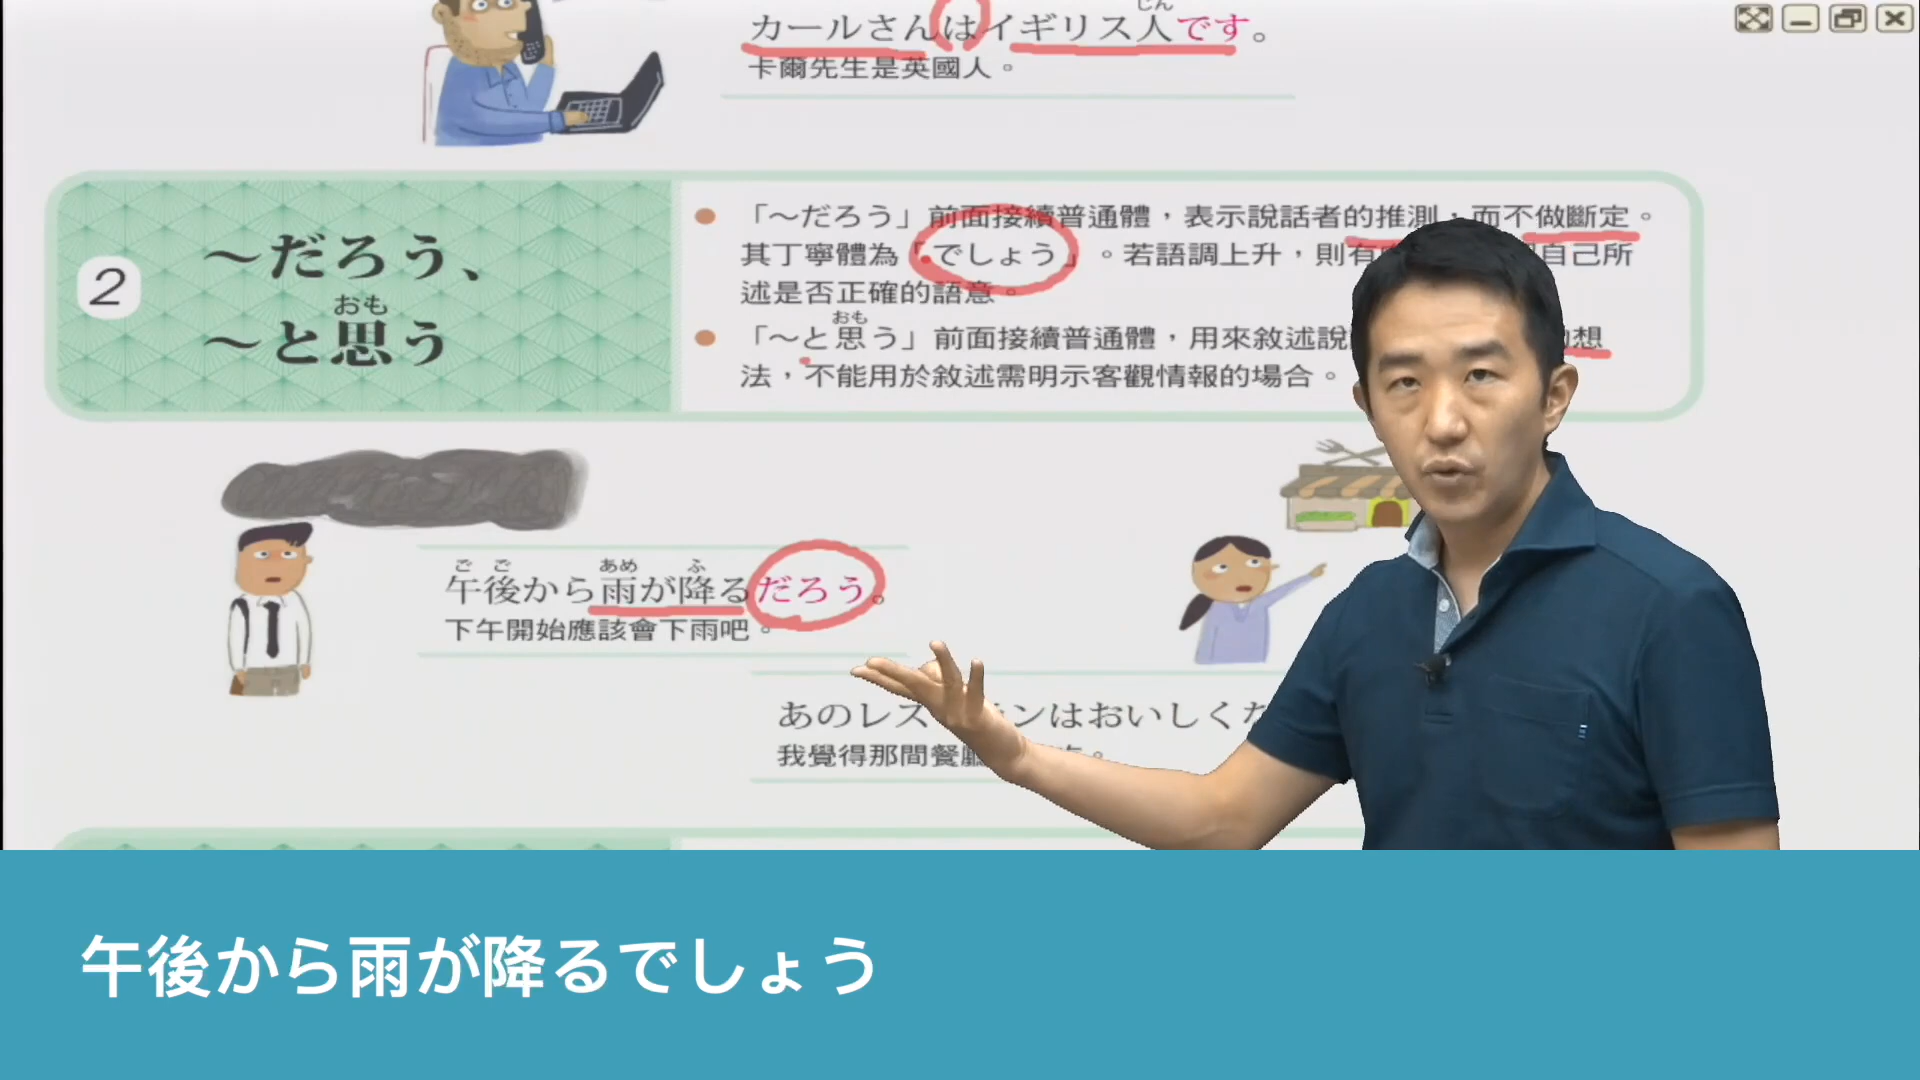 じん
カールさんはイギリス人です。
卡爾先生是英國人。
2
～だろう、
おも
～と思う
「～だろう」前面接續普通體，表示說話者的推測，而不做斷定。
其丁寧體為「でしょう」。若語調上升，則有 自己所
述是否正確的語意。
おも
「～と思う」前面接續普通體，用來敘述說 想
法，不能用於敘述需明示客觀情報的場合。
ごご あめ ふ
午後から雨が降るだろう。
下午開始應該會下雨吧。
あのレス ンはおいしくな
我覺得那間餐廳 。
午後から雨が降るでしょう